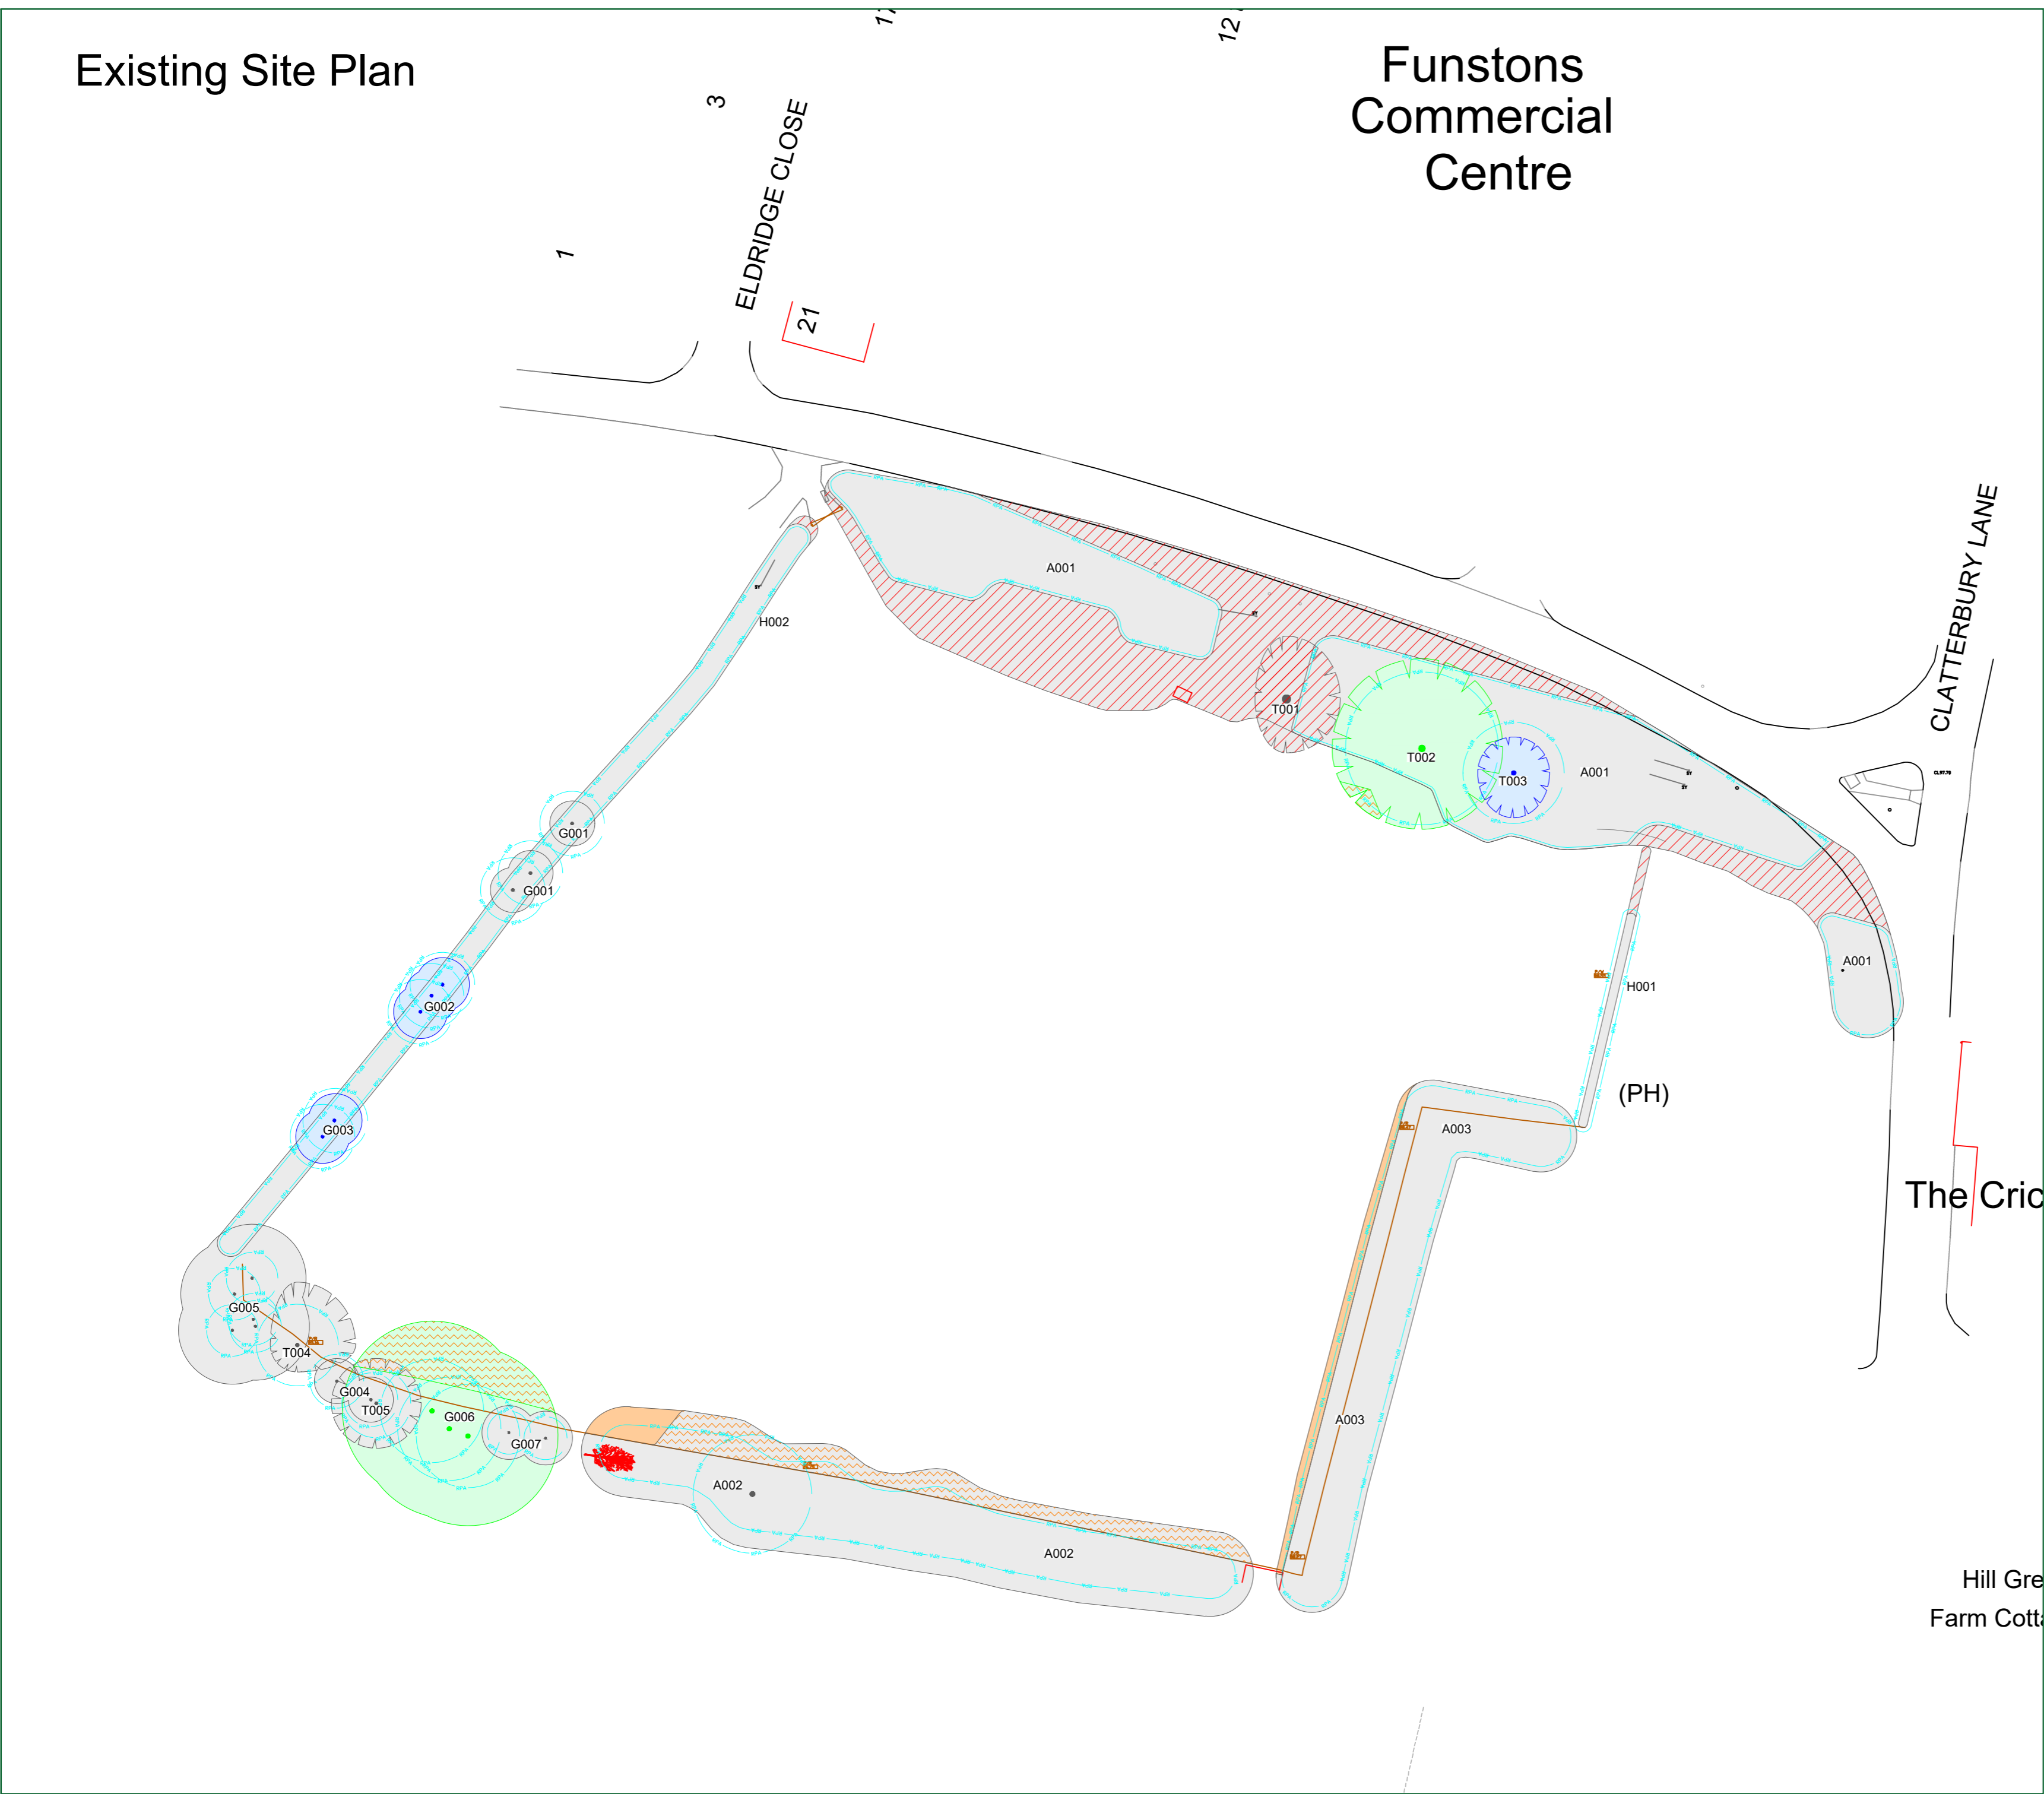 Existing Site Plan
Funstons
Commercial
Centre
12
3
ELDRIDGE CLOSE
1
21
CLATTERBURY LANE
A001
H002
T001
T002
T003
A001
G001
G001
A001
H001
G002
(PH)
G003
A003
The Cric
G005
T004
G004
T005
G006
G007
A003
A002
A002
Hill Gre
Farm Cotta